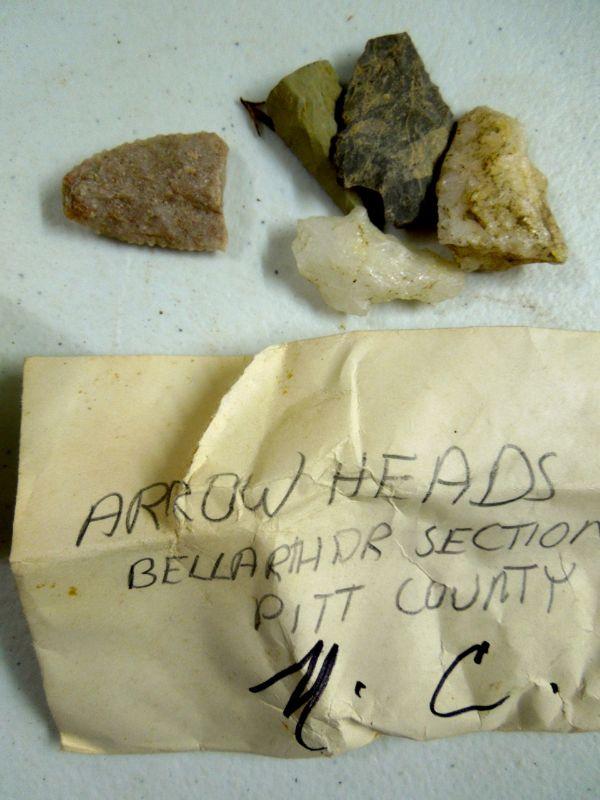 ARROW HEADS
BELLARTHDR SECTION
PITT COUNTY
N. C.